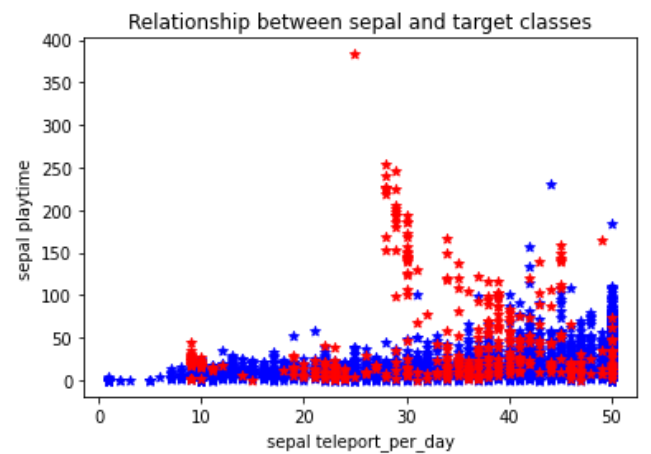 Relationship between sepal and target classes
400
350
300
250
200
150
100
50
0
sepal playtime
0 10 20 30 40 50
sepal teleport_per_day